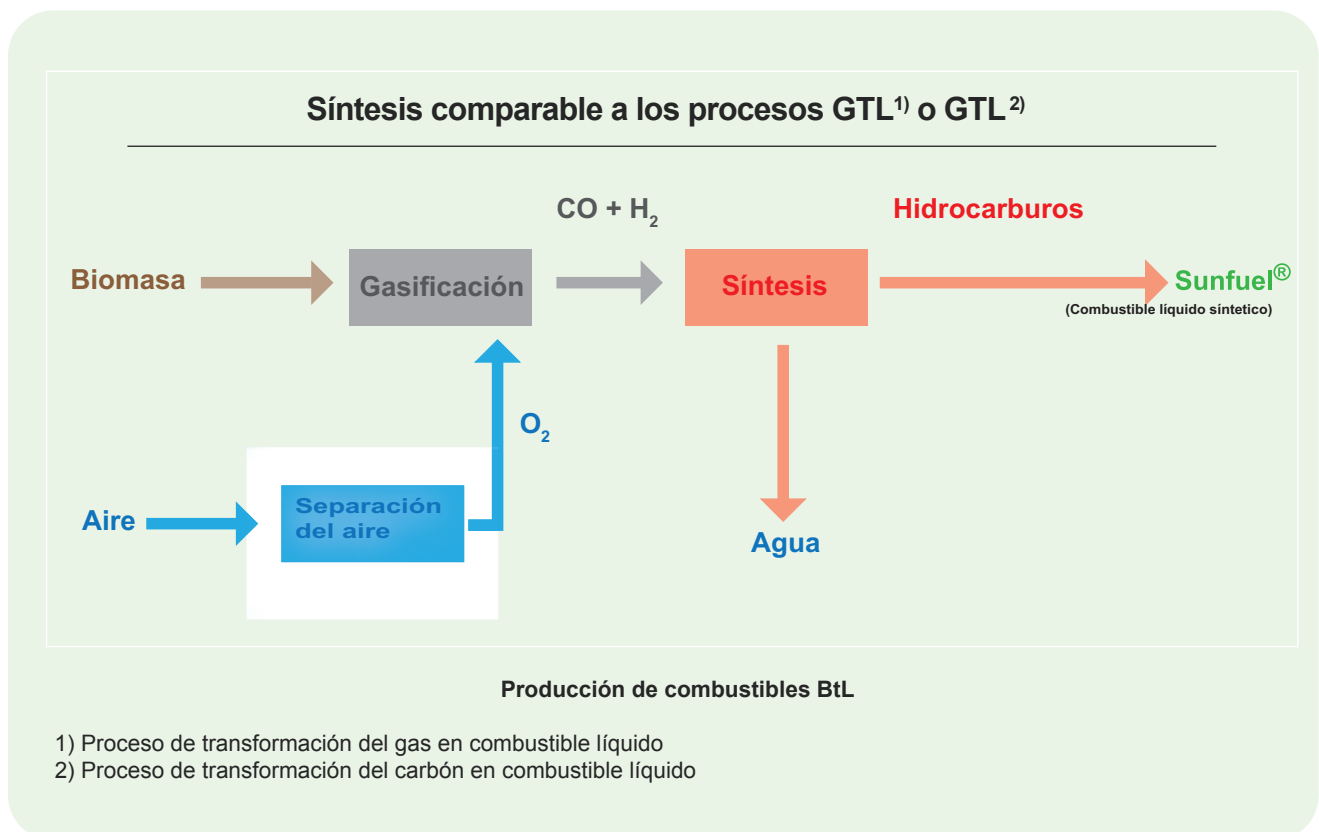 Síntesis comparable a los procesos GTL¹⁾ o GTL²⁾
CO + H₂
Hidrocarburos
Biomasa
Gasificación
Síntesis
Sunfuel®
(Combustible líquido síntetico)
O₂
Aire
Separación
del aire
Agua
Producción de combustibles BtL
1) Proceso de transformación del gas en combustible líquido
2) Proceso de transformación del carbón en combustible líquido